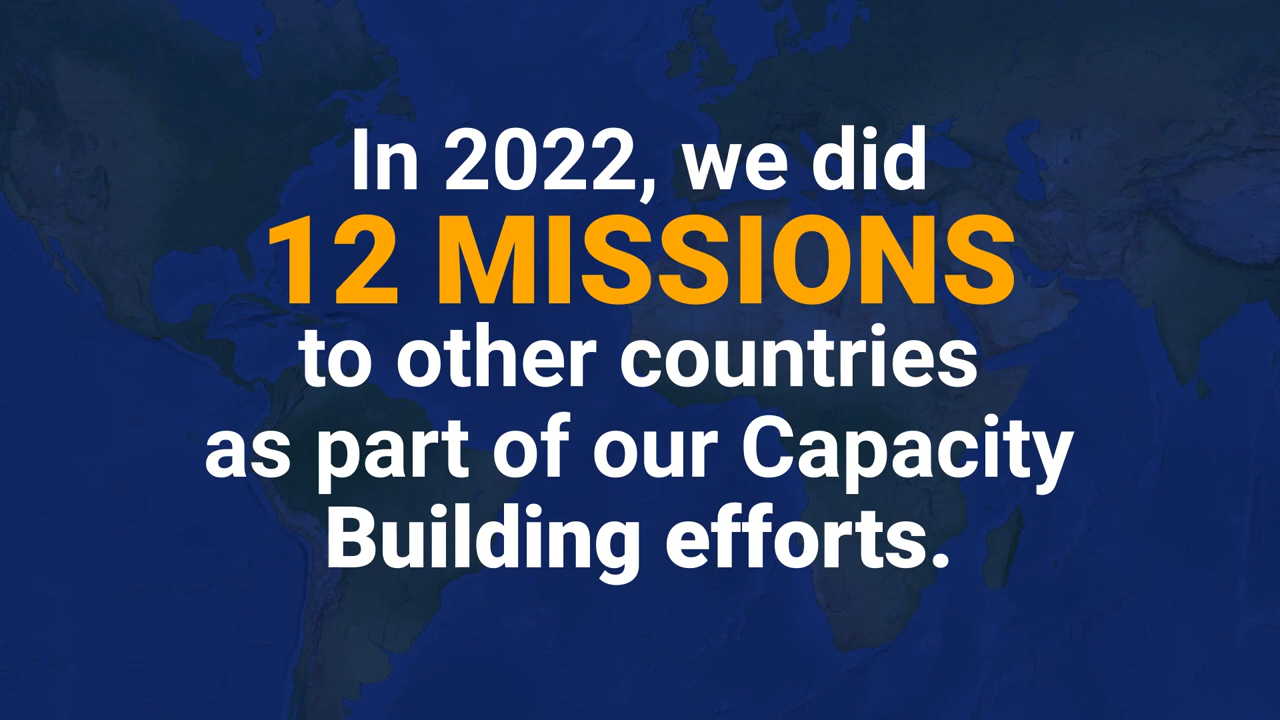 In 2022, we did
12 MISSIONS
to other countries
as part of our Capacity
Building efforts.